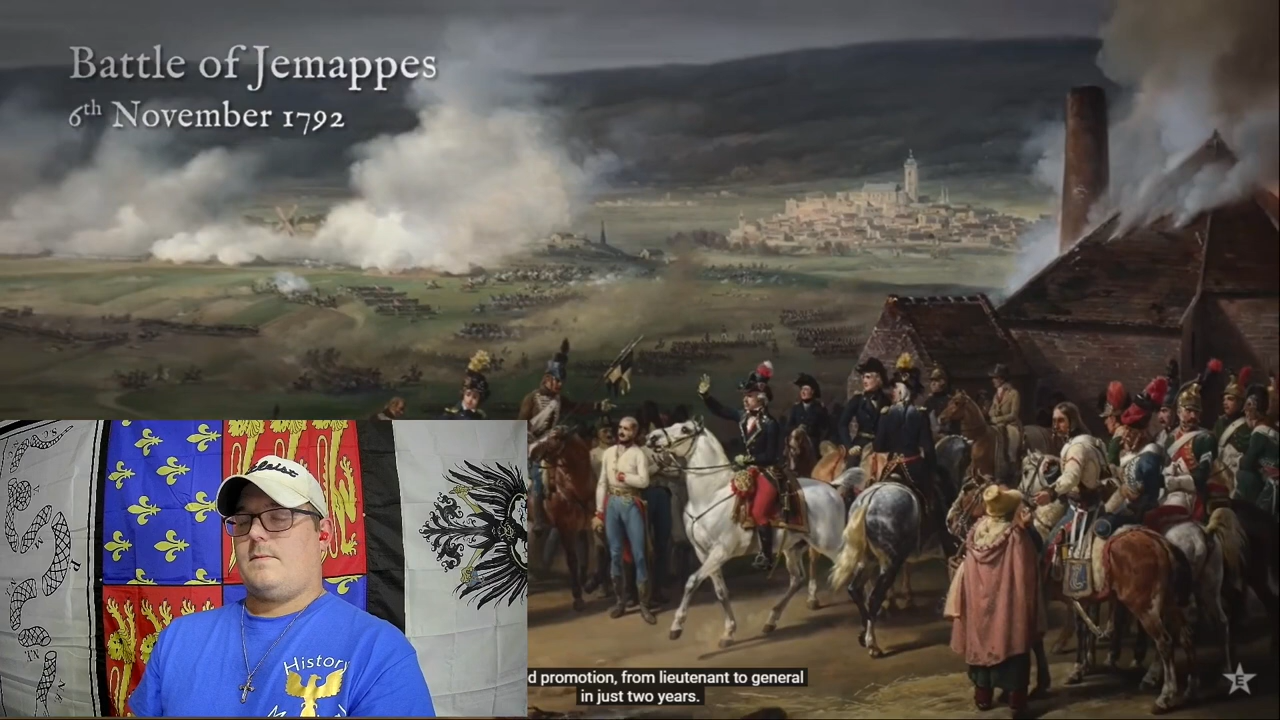 Battle of Jemappes
6th November 1792
d promotion, from lieutenant to general
in just two years.
History
E